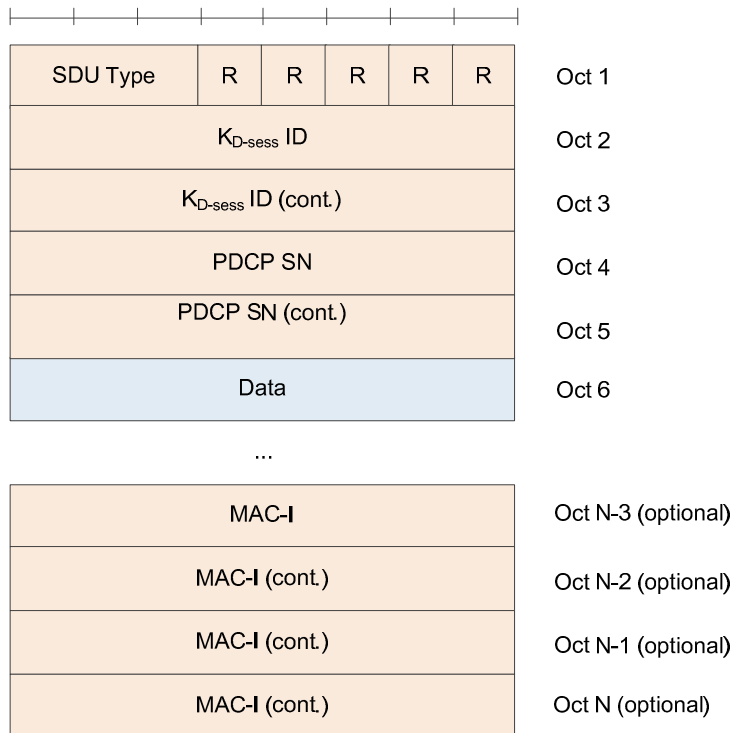 SDU Type R R R R R Oct 1
K_D-sess ID Oct 2
K_D-sess ID (cont.) Oct 3
PDCP SN Oct 4
PDCP SN (cont.) Oct 5
Data Oct 6
...
MAC-I Oct N-3 (optional)
MAC-I (cont.) Oct N-2 (optional)
MAC-I (cont.) Oct N-1 (optional)
MAC-I (cont.) Oct N (optional)